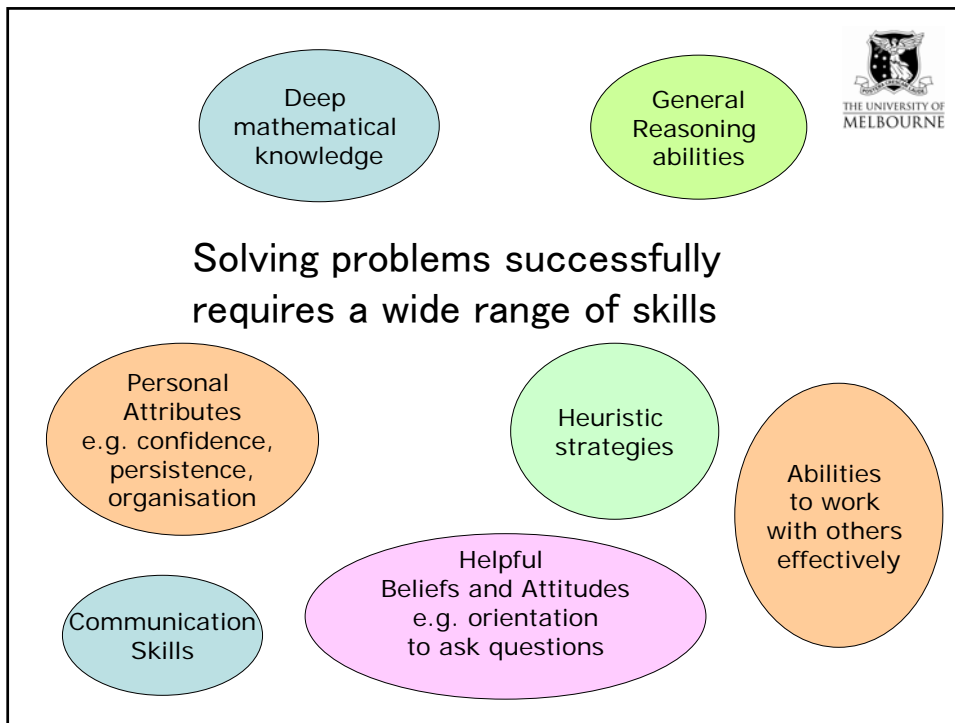 Deep
mathematical
knowledge
General
Reasoning
abilities
THE UNIVERSITY OF
MELBOURNE
Solving problems successfully
requires a wide range of skills
Personal
Attributes
e.g. confidence,
persistence,
organisation
Heuristic
strategies
Abilities
to work
with others
effectively
Helpful
Beliefs and Attitudes
e.g. orientation
to ask questions
Communication
Skills